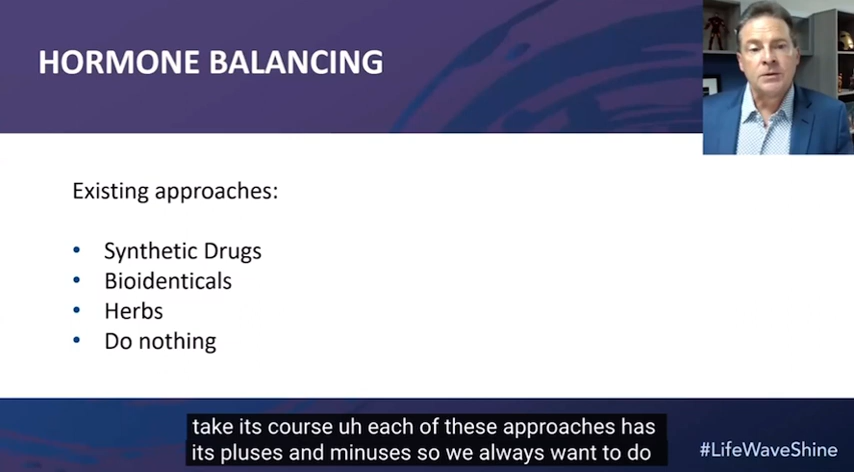 HORMONE BALANCING
Existing approaches:
• Synthetic Drugs
• Bioidenticals
• Herbs
• Do nothing
take its course uh each of these approaches has
its pluses and minuses so we always want to do
#LifeWaveShine